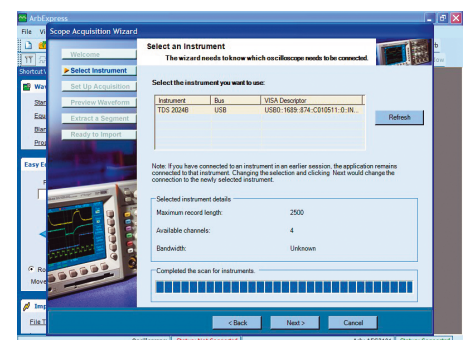 ArbExpress
File
Scope Acquisition Wizard
Select an Instrument
The wizard needs to know which oscilloscope needs to be connected.
Welcome
Select Instrument
Set Up Acquisition
Preview Waveform
Extract a Segment
Ready to Import
Select the instrument you want to use:
Instrument Bus VISA Descriptor
TDS 2024B USB USB0::1689::874::C010511::0::IN...
Refresh
Note: If you have connected to an instrument in an earlier session, the application remains
connected to that instrument. Changing the selection and clicking Next would change the
connection to the newly selected instrument.
Selected instrument details
Maximum record length: 2500
Available channels: 4
Bandwidth: Unknown
Completed the scan for instruments.
< Back Next > Cancel
Easy E
Move
File T